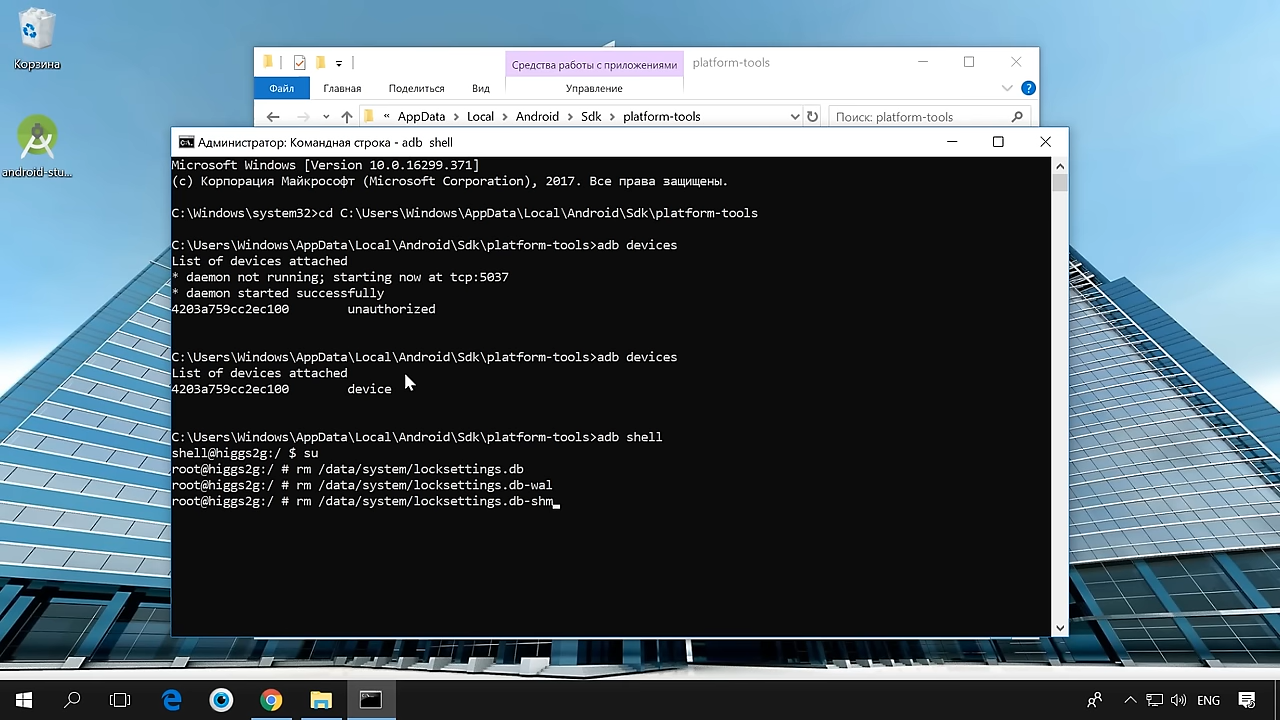 Корзина
android-stu...
Средства работы с приложениями
platform-tools
Файл
Главная
Поделиться
Вид
Управление
« AppData > Local > Android > Sdk > platform-tools
Поиск: platform-tools
Администратор: Командная строка - adb shell
Microsoft Windows [Version 10.0.16299.371]
(c) Корпорация Майкрософт (Microsoft Corporation), 2017. Все права защищены.
C:\Windows\system32>cd C:\Users\Windows\AppData\Local\Android\Sdk\platform-tools
C:\Users\Windows\AppData\Local\Android\Sdk\platform-tools>adb devices
List of devices attached
* daemon not running; starting now at tcp:5037
* daemon started successfully
4203a759cc2ec100 unauthorized
C:\Users\Windows\AppData\Local\Android\Sdk\platform-tools>adb devices
List of devices attached
4203a759cc2ec100 device
C:\Users\Windows\AppData\Local\Android\Sdk\platform-tools>adb shell
shell@higgs2g:/ $ su
root@higgs2g:/ # rm /data/system/locksettings.db
root@higgs2g:/ # rm /data/system/locksettings.db-wal
root@higgs2g:/ # rm /data/system/locksettings.db-shm
ENG